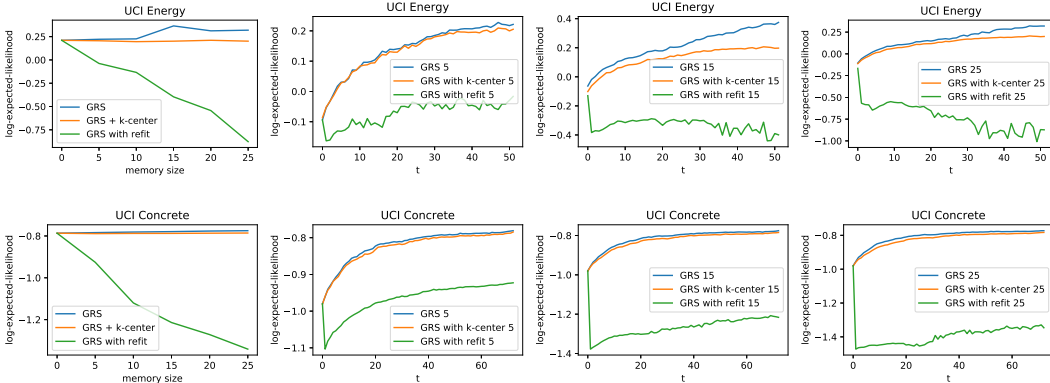 UCI Energy
log-expected-likelihood
0.25
0.00
−0.25
−0.50
−0.75
GRS
GRS + k-center
GRS with refit
0 5 10 15 20 25
memory size
UCI Energy
log-expected-likelihood
0.2
0.1
0.0
−0.1
GRS 5
GRS with k-center 5
GRS with refit 5
0 10 20 30 40 50
t
UCI Energy
log-expected-likelihood
0.4
0.2
0.0
−0.2
−0.4
GRS 15
GRS with k-center 15
GRS with refit 15
0 10 20 30 40 50
t
UCI Energy
log-expected-likelihood
0.25
0.00
−0.25
−0.50
−0.75
−1.00
GRS 25
GRS with k-center 25
GRS with refit 25
0 10 20 30 40 50
t
UCI Concrete
log-expected-likelihood
−0.8
−1.0
−1.2
GRS
GRS + k-center
GRS with refit
0 5 10 15 20 25
memory size
UCI Concrete
log-expected-likelihood
−0.8
−0.9
−1.0
−1.1
GRS 5
GRS with k-center 5
GRS with refit 5
0 20 40 60
t
UCI Concrete
log-expected-likelihood
−0.8
−1.0
−1.2
−1.4
GRS 15
GRS with k-center 15
GRS with refit 15
0 20 40 60
t
UCI Concrete
log-expected-likelihood
−0.8
−1.0
−1.2
−1.4
GRS 25
GRS with k-center 25
GRS with refit 25
0 20 40 60
t